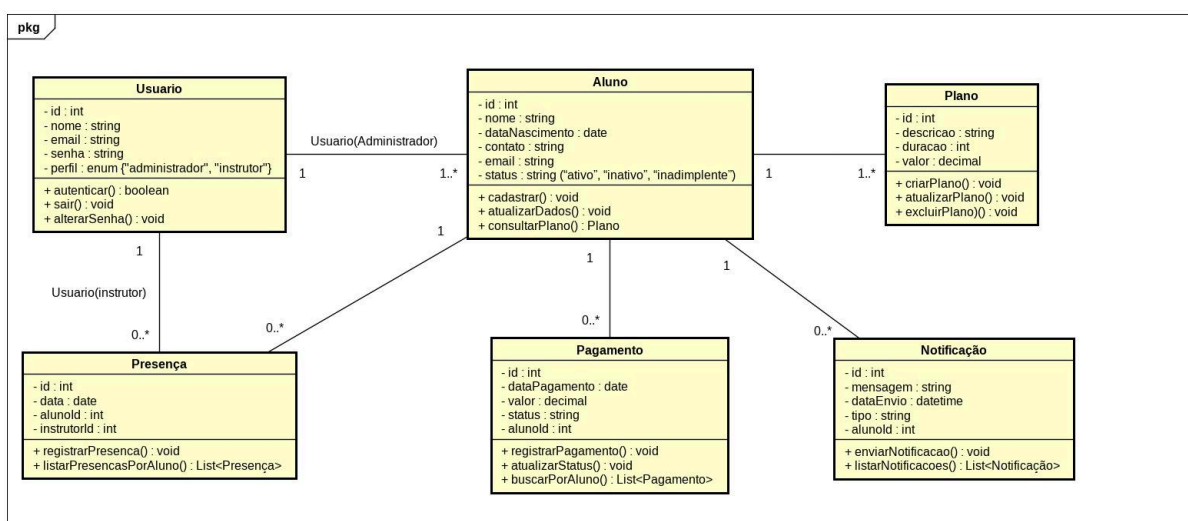 pkg
Usuario
- id : int
- nome : string
- email : string
- senha : string
- perfil : enum {"administrador", "instrutor"}
+ autenticar() : boolean
+ sair() : void
+ alterarSenha() : void
Usuario(Administrador)
1
1..*
Aluno
- id : int
- nome : string
- dataNascimento : date
- contato : string
- email : string
- status : string (“ativo”, “inativo”, “inadimplente”)
+ cadastrar() : void
+ atualizarDados() : void
+ consultarPlano() : Plano
1
1..*
Plano
- id : int
- descricao : string
- duracao : int
- valor : decimal
+ criarPlano() : void
+ atualizarPlano() : void
+ excluirPlano)() : void
1
Usuario(instrutor)
0..*
1
0..*
1
0..*
1
0..*
Presença
- id : int
- data : date
- alunoId : int
- instrutorId : int
+ registrarPresenca() : void
+ listarPresencasPorAluno() : List<Presença>
Pagamento
- id : int
- dataPagamento : date
- valor : decimal
- status : string
- alunoId : int
+ registrarPagamento() : void
+ atualizarStatus() : void
+ buscarPorAluno() : List<Pagamento>
Notificação
- id : int
- mensagem : string
- dataEnvio : datetime
- tipo : string
- alunoId : int
+ enviarNotificacao() : void
+ listarNotificacoes() : List<Notificação>